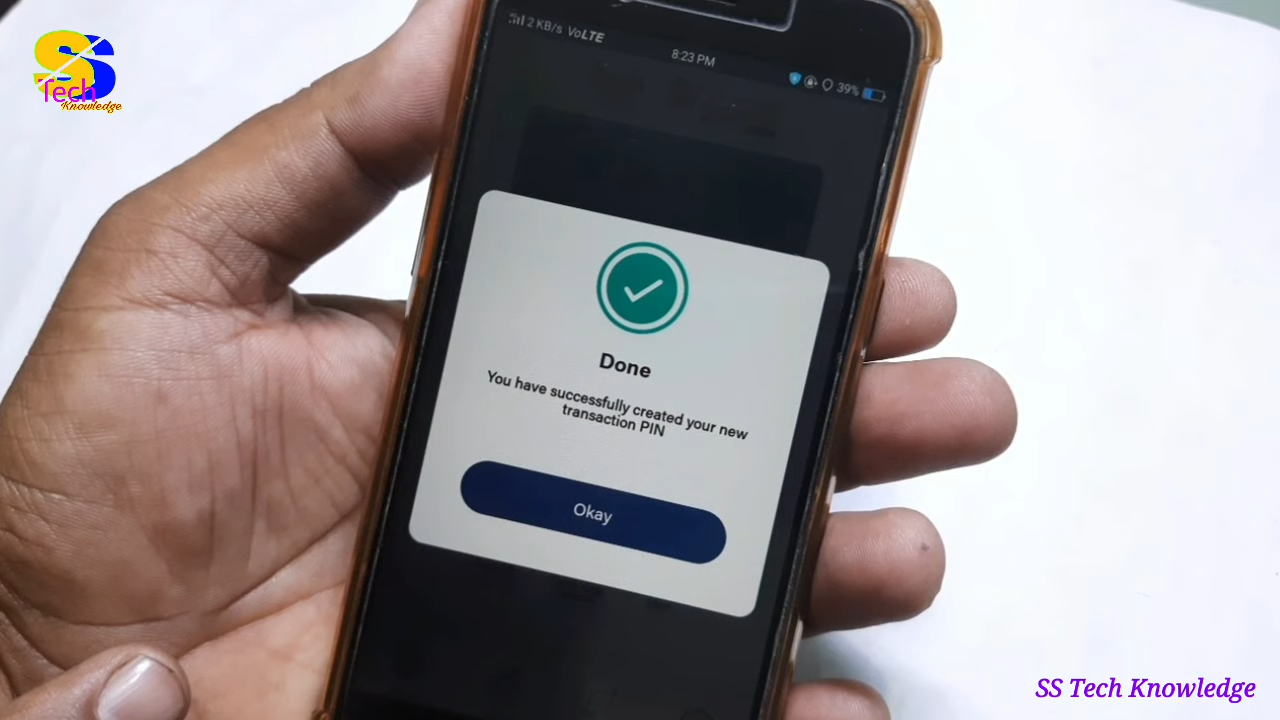 SS
Tech
Knowledge
2 KB/s VoLTE
8:23 PM
39%
Done
You have successfully created your new
transaction PIN
Okay
SS Tech Knowledge